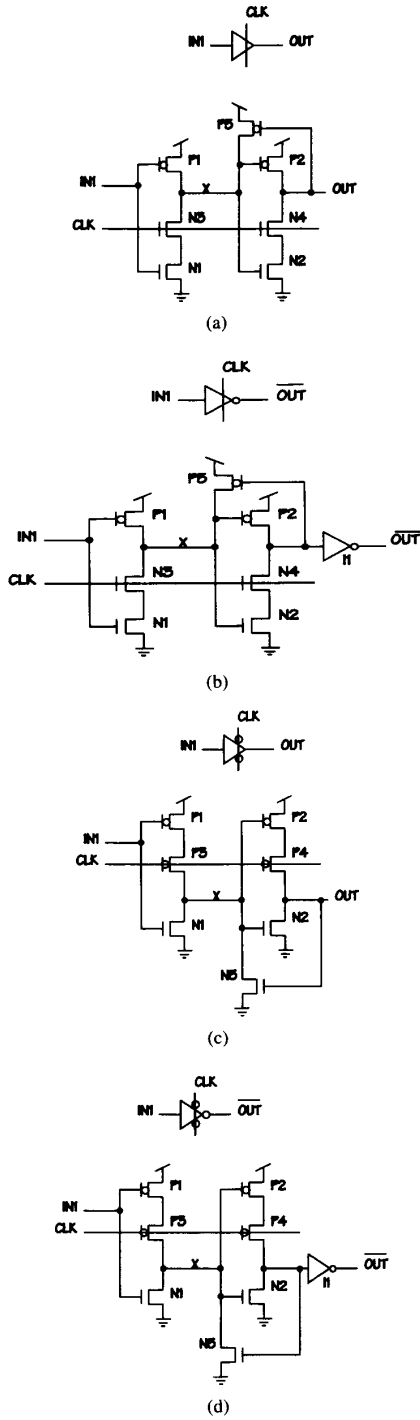 CLK
IN1 OUT
P5
P1 P2
IN1 X OUT
N3 N4
CLK
N1 N2
(a)
CLK
IN1 OUT
P5
P1 P2
IN1 X OUT
I1
N3 N4
CLK
N1 N2
(b)
CLK
IN1 OUT
P1 P2
IN1
P3 P4
CLK
X OUT
N1 N2
N5
(c)
CLK
IN1 OUT
P1 P2
IN1
P3 P4
CLK
X OUT
N1 N2 I1
N5
(d)